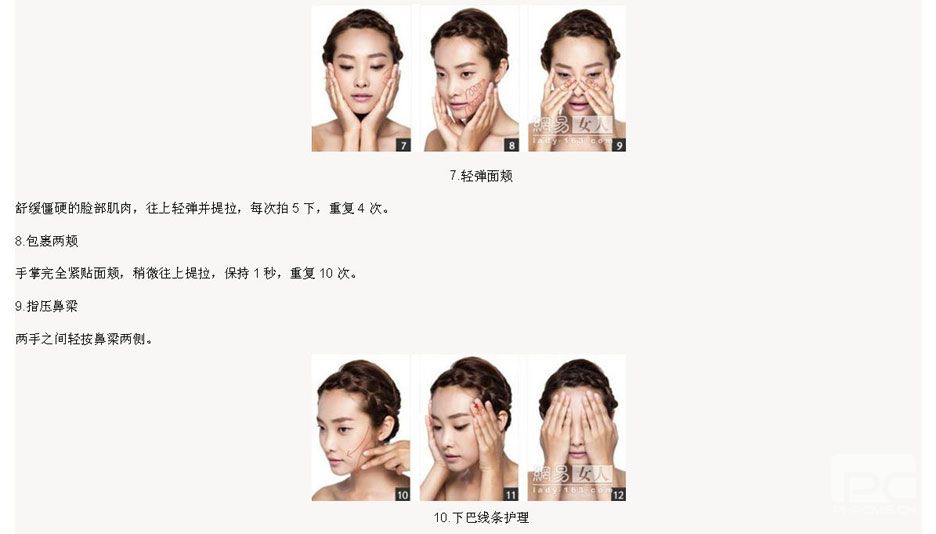 7
8
9
網易 女人
lady.163.com
7.轻弹面颊
舒缓僵硬的脸部肌肉，往上轻弹并提拉，每次拍 5 下，重复 4 次。
8.包裹两颊
手掌完全紧贴面颊，稍微往上提拉，保持 1 秒，重复 10 次。
9.指压鼻梁
两手之间轻按鼻梁两侧。
10
11
12
網易 女人
lady.163.com
10.下巴线条护理